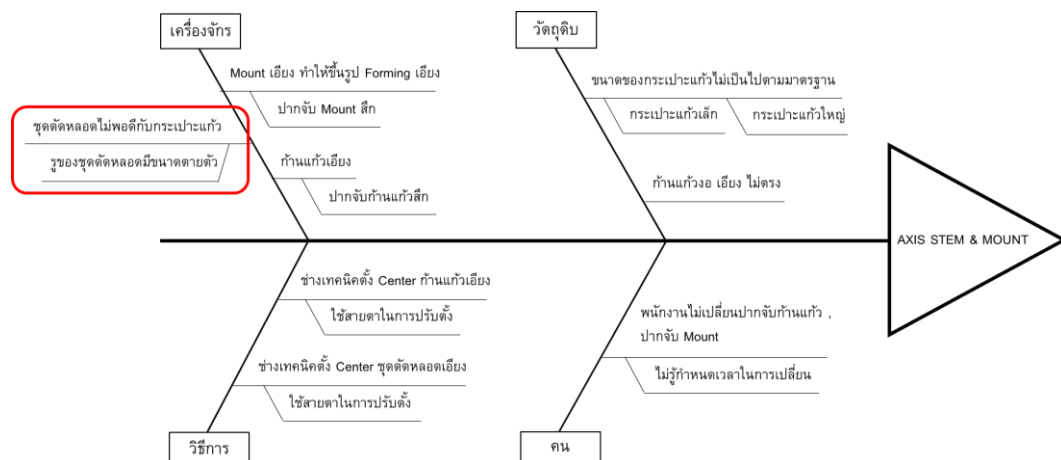 เครื่องจักร
วัตถุดิบ
Mount เอียง ทำให้ขึ้นรูป Forming เอียง
ปากจับ Mount สึก
ชุดดัดหลอดไม่พอดีกับกระเปาะแก้ว
รูของชุดดัดหลอดมีขนาดตายตัว
ก้านแก้วเอียง
ปากจับก้านแก้วสึก
ขนาดของกระเปาะแก้วไม่เป็นไปตามมาตรฐาน
กระเปาะแก้วเล็ก
กระเปาะแก้วใหญ่
ก้านแก้วงอ เอียง ไม่ตรง
AXIS STEM & MOUNT
ช่างเทคนิคตั้ง Center ก้านแก้วเอียง
ใช้สายตาในการปรับตั้ง
ช่างเทคนิคตั้ง Center ชุดดัดหลอดเอียง
ใช้สายตาในการปรับตั้ง
พนักงานไม่เปลี่ยนปากจับก้านแก้ว ,
ปากจับ Mount
ไม่รู้กำหนดเวลาในการเปลี่ยน
วิธีการ
คน